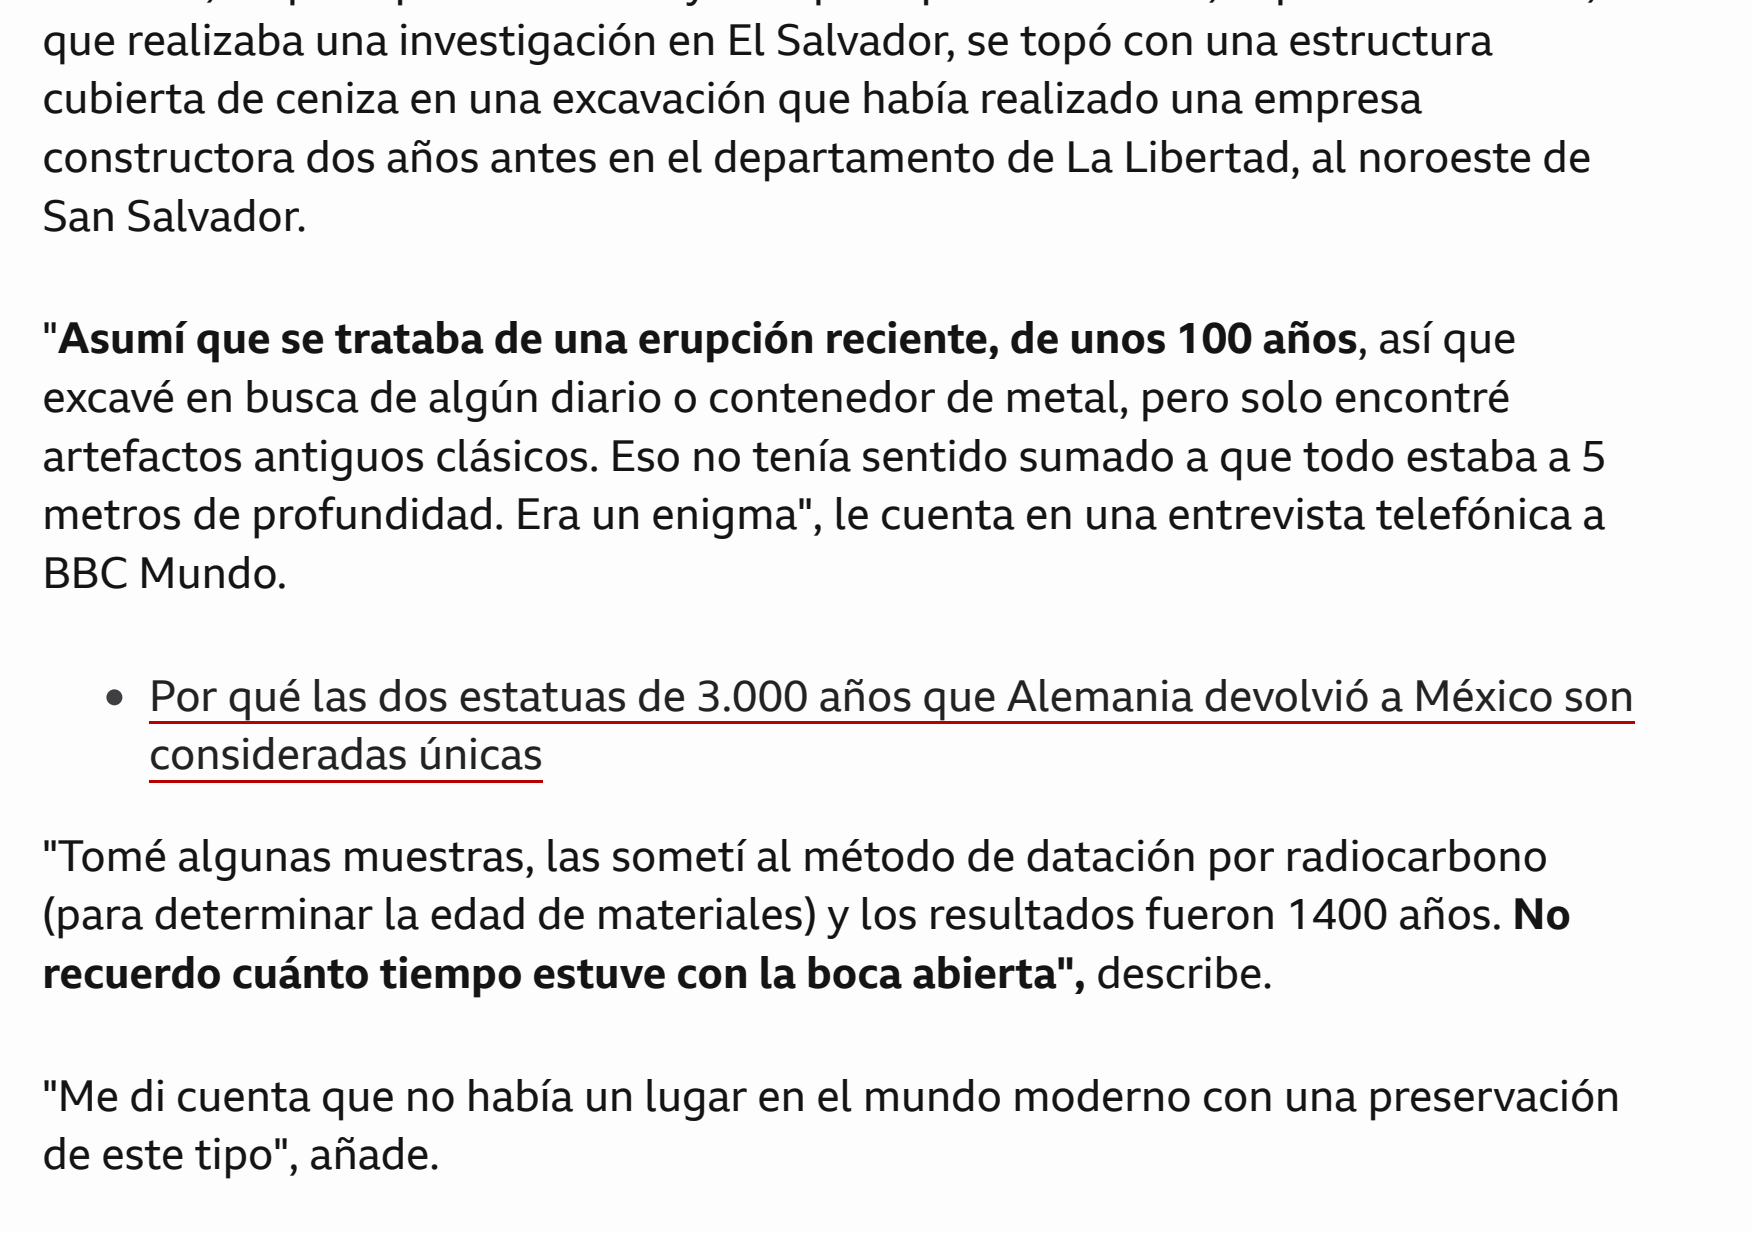 que realizaba una investigación en El Salvador, se topó con una estructura
cubierta de ceniza en una excavación que había realizado una empresa
constructora dos años antes en el departamento de La Libertad, al noroeste de
San Salvador.
"Asumí que se trataba de una erupción reciente, de unos 100 años, así que
excavé en busca de algún diario o contenedor de metal, pero solo encontré
artefactos antiguos clásicos. Eso no tenía sentido sumado a que todo estaba a 5
metros de profundidad. Era un enigma", le cuenta en una entrevista telefónica a
BBC Mundo.
• Por qué las dos estatuas de 3.000 años que Alemania devolvió a México son
consideradas únicas
"Tomé algunas muestras, las sometí al método de datación por radiocarbono
(para determinar la edad de materiales) y los resultados fueron 1400 años. No
recuerdo cuánto tiempo estuve con la boca abierta", describe.
"Me di cuenta que no había un lugar en el mundo moderno con una preservación
de este tipo", añade.